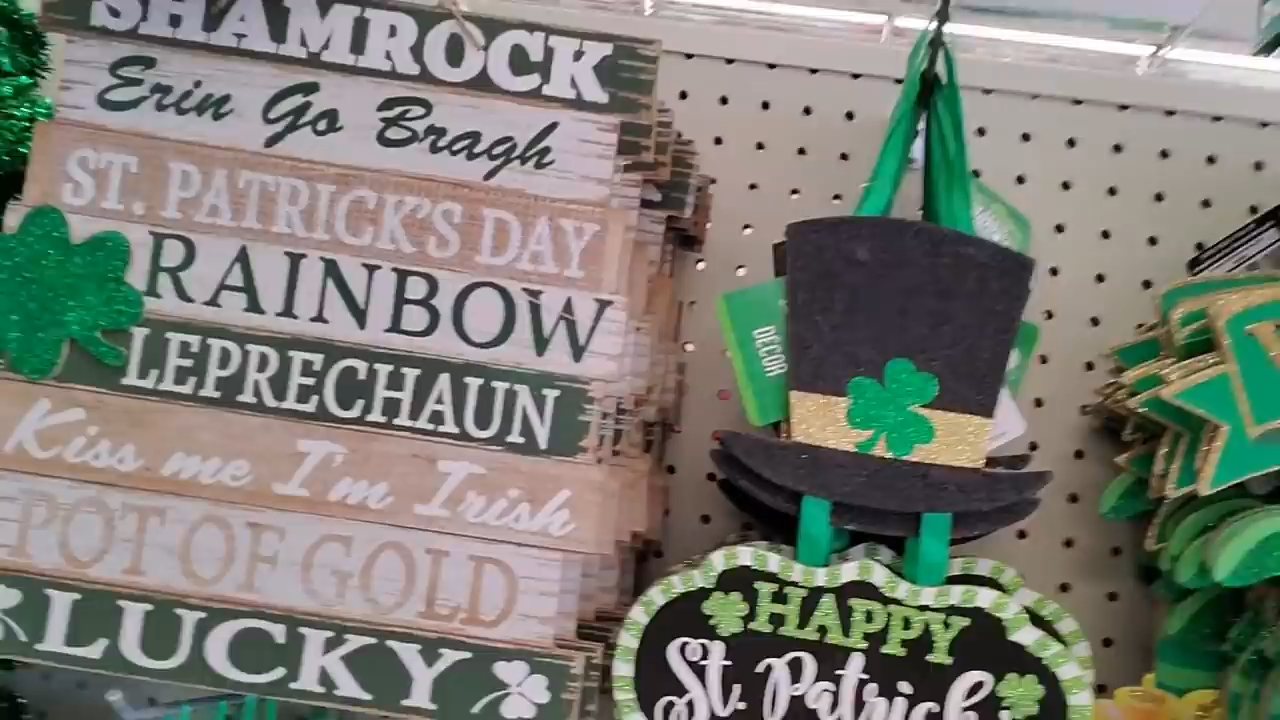 SHAMROCK
Erin Go Bragh
ST. PATRICK'S DAY
RAINBOW
LEPRECHAUN
Kiss me I'm Irish
POT OF GOLD
LUCKY
DECOR
HAPPY
St. Patrick